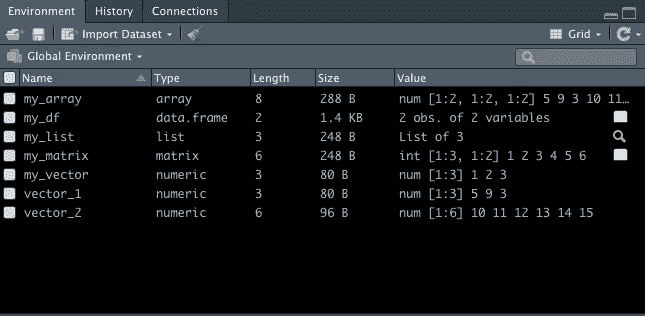 Environment History Connections
Import Dataset Grid
Global Environment
Name Type Length Size Value
my_array array 8 288 B num [1:2, 1:2, 1:2] 5 9 3 10 11…
my_df data.frame 2 1.4 KB 2 obs. of 2 variables
my_list list 3 248 B List of 3
my_matrix matrix 6 248 B int [1:3, 1:2] 1 2 3 4 5 6
my_vector numeric 3 80 B num [1:3] 1 2 3
vector_1 numeric 3 80 B num [1:3] 5 9 3
vector_2 numeric 6 96 B num [1:6] 10 11 12 13 14 15